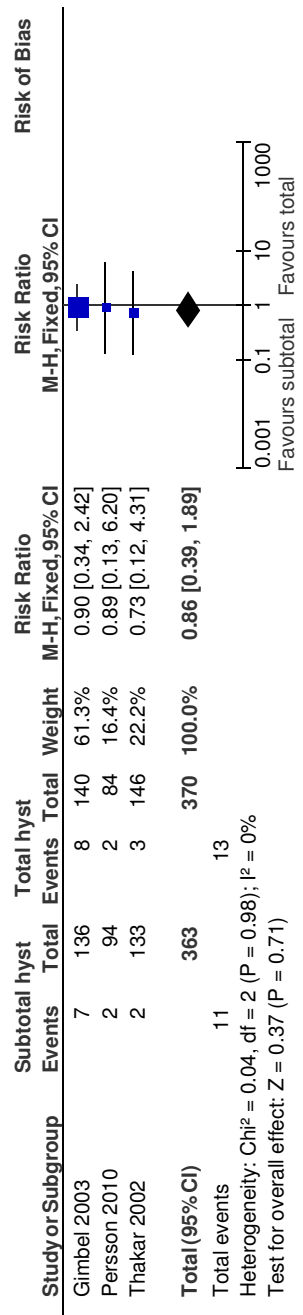 Subtotal hyst Total hyst Risk Ratio Risk Ratio Risk of Bias
Study or Subgroup Events Total Events Total Weight M-H, Fixed, 95% CI M-H, Fixed, 95% CI
Gimbel 2003 7 136 8 140 61.3% 0.90 [0.34, 2.42]
Persson 2010 2 94 2 84 16.4% 0.89 [0.13, 6.20]
Thakar 2002 2 133 3 146 22.2% 0.73 [0.12, 4.31]
Total (95% CI) 363 370 100.0% 0.86 [0.39, 1.89]
Total events 11 13
Heterogeneity: Chi² = 0.04, df = 2 (P = 0.98); I² = 0%
Test for overall effect: Z = 0.37 (P = 0.71)
0.001 0.1 1 10 1000
Favours subtotal Favours total